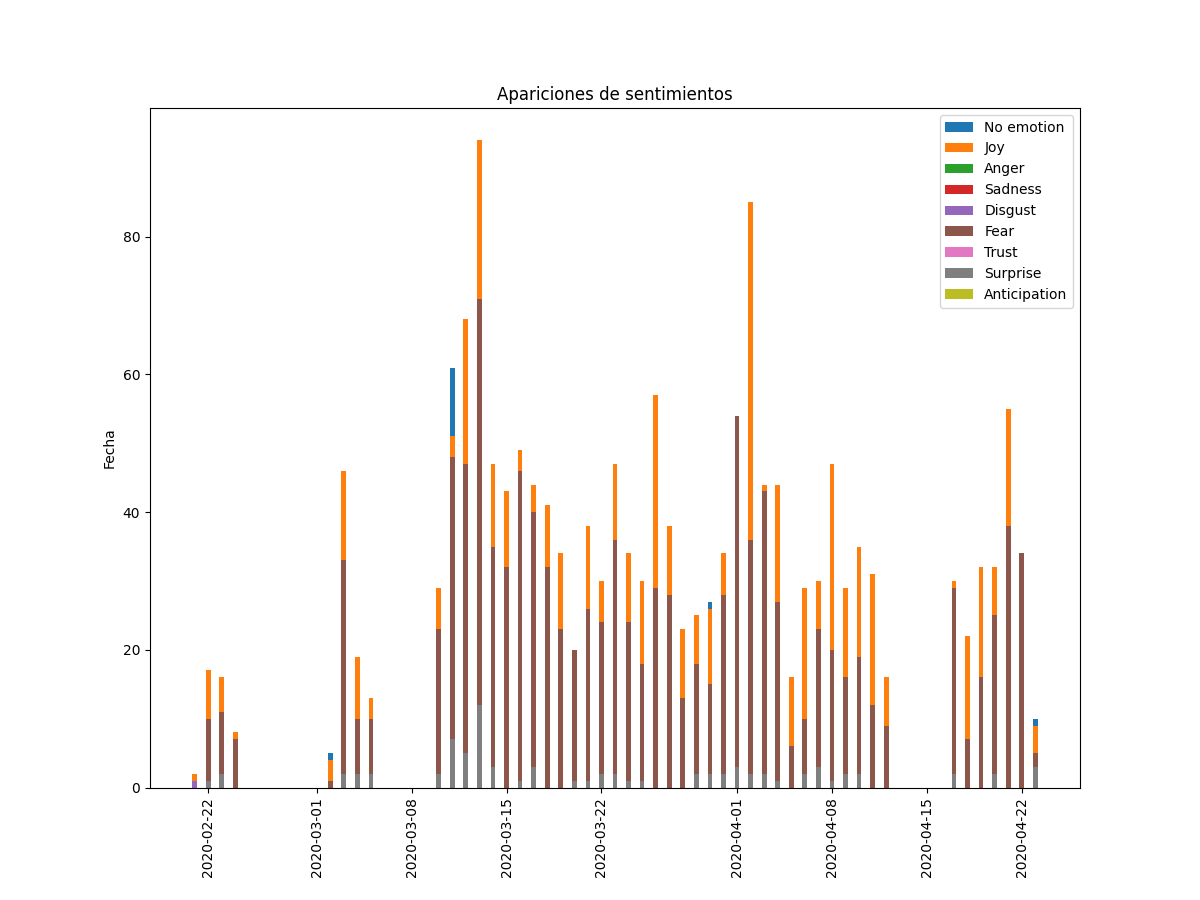 Apariciones de sentimientos
No emotion
Joy
Anger
Sadness
Disgust
Fear
Trust
Surprise
Anticipation
Fecha
80
60
40
20
0
2020-02-22
2020-03-01
2020-03-08
2020-03-15
2020-03-22
2020-04-01
2020-04-08
2020-04-15
2020-04-22